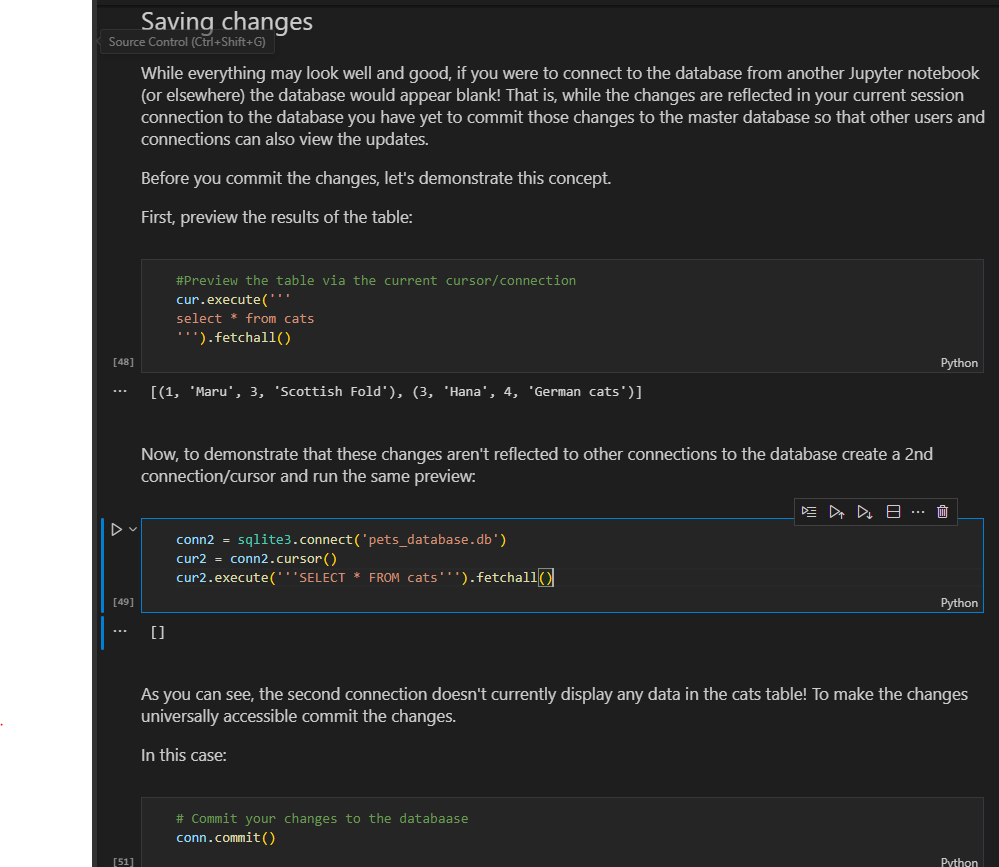 Saving changes
Source Control (Ctrl+Shift+G)
While everything may look well and good, if you were to connect to the database from another Jupyter notebook
(or elsewhere) the database would appear blank! That is, while the changes are reflected in your current session
connection to the database you have yet to commit those changes to the master database so that other users and
connections can also view the updates.
Before you commit the changes, let's demonstrate this concept.
First, preview the results of the table:
#Preview the table via the current cursor/connection
cur.execute('''
select * from cats
''').fetchall()
[48]
Python
[(1, 'Maru', 3, 'Scottish Fold'), (3, 'Hana', 4, 'German cats')]
Now, to demonstrate that these changes aren't reflected to other connections to the database create a 2nd
connection/cursor and run the same preview:
conn2 = sqlite3.connect('pets_database.db')
cur2 = conn2.cursor()
cur2.execute('''SELECT * FROM cats''').fetchall()
[49]
Python
[]
As you can see, the second connection doesn't currently display any data in the cats table! To make the changes
universally accessible commit the changes.
In this case:
# Commit your changes to the databaase
conn.commit()
[51]
Python